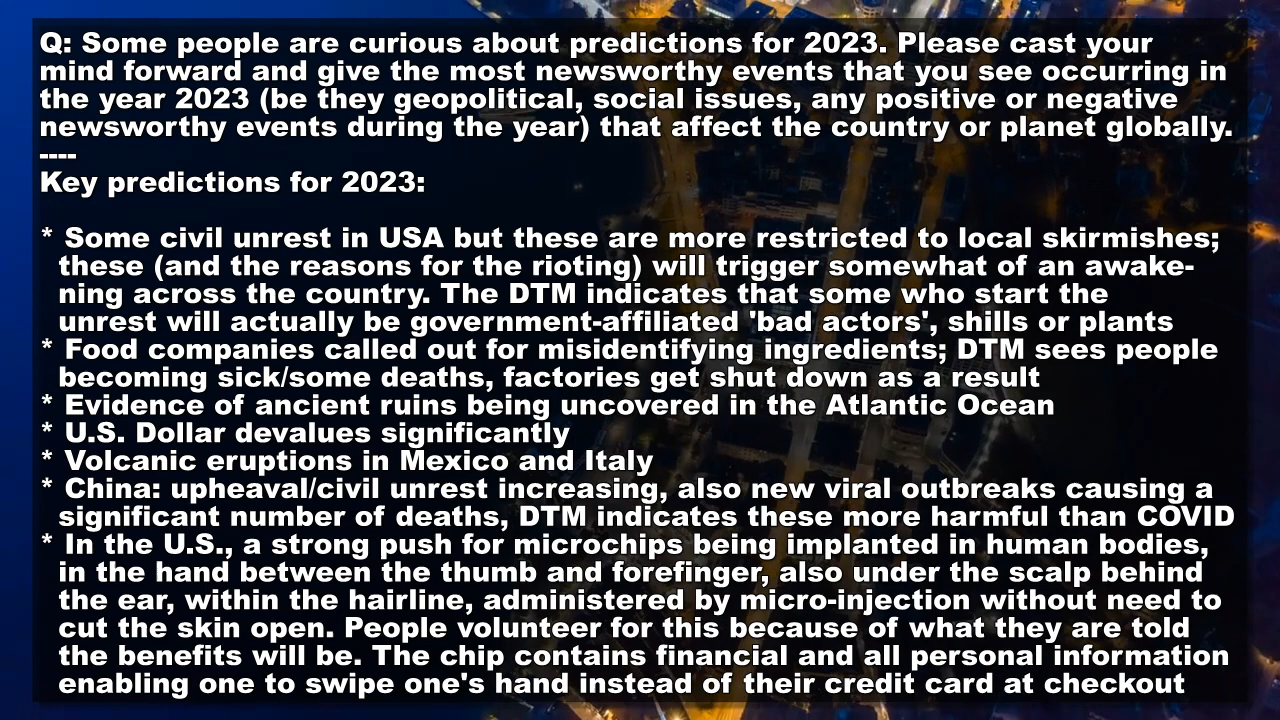 Q: Some people are curious about predictions for 2023. Please cast your
mind forward and give the most newsworthy events that you see occurring in
the year 2023 (be they geopolitical, social issues, any positive or negative
newsworthy events during the year) that affect the country or planet globally.
----
Key predictions for 2023:
* Some civil unrest in USA but these are more restricted to local skirmishes;
these (and the reasons for the rioting) will trigger somewhat of an awake-
ning across the country. The DTM indicates that some who start the
unrest will actually be government-affiliated 'bad actors', shills or plants
* Food companies called out for misidentifying ingredients; DTM sees people
becoming sick/some deaths, factories get shut down as a result
* Evidence of ancient ruins being uncovered in the Atlantic Ocean
* U.S. Dollar devalues significantly
* Volcanic eruptions in Mexico and Italy
* China: upheaval/civil unrest increasing, also new viral outbreaks causing a
significant number of deaths, DTM indicates these more harmful than COVID
* In the U.S., a strong push for microchips being implanted in human bodies,
in the hand between the thumb and forefinger, also under the scalp behind
the ear, within the hairline, administered by micro-injection without need to
cut the skin open. People volunteer for this because of what they are told
the benefits will be. The chip contains financial and all personal information
enabling one to swipe one's hand instead of their credit card at checkout